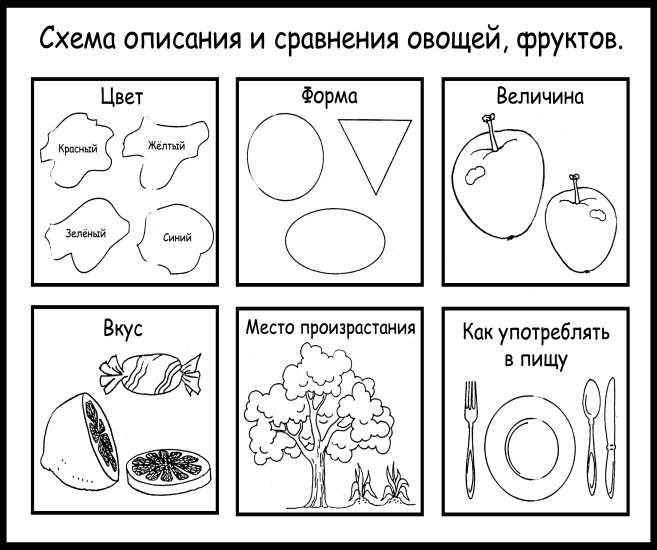 Схема описания и сравнения овощей, фруктов.
Цвет
Красный
Жёлтый
Зелёный
Синий
Форма
Величина
Вкус
Место произрастания
Как употреблять
в пищу